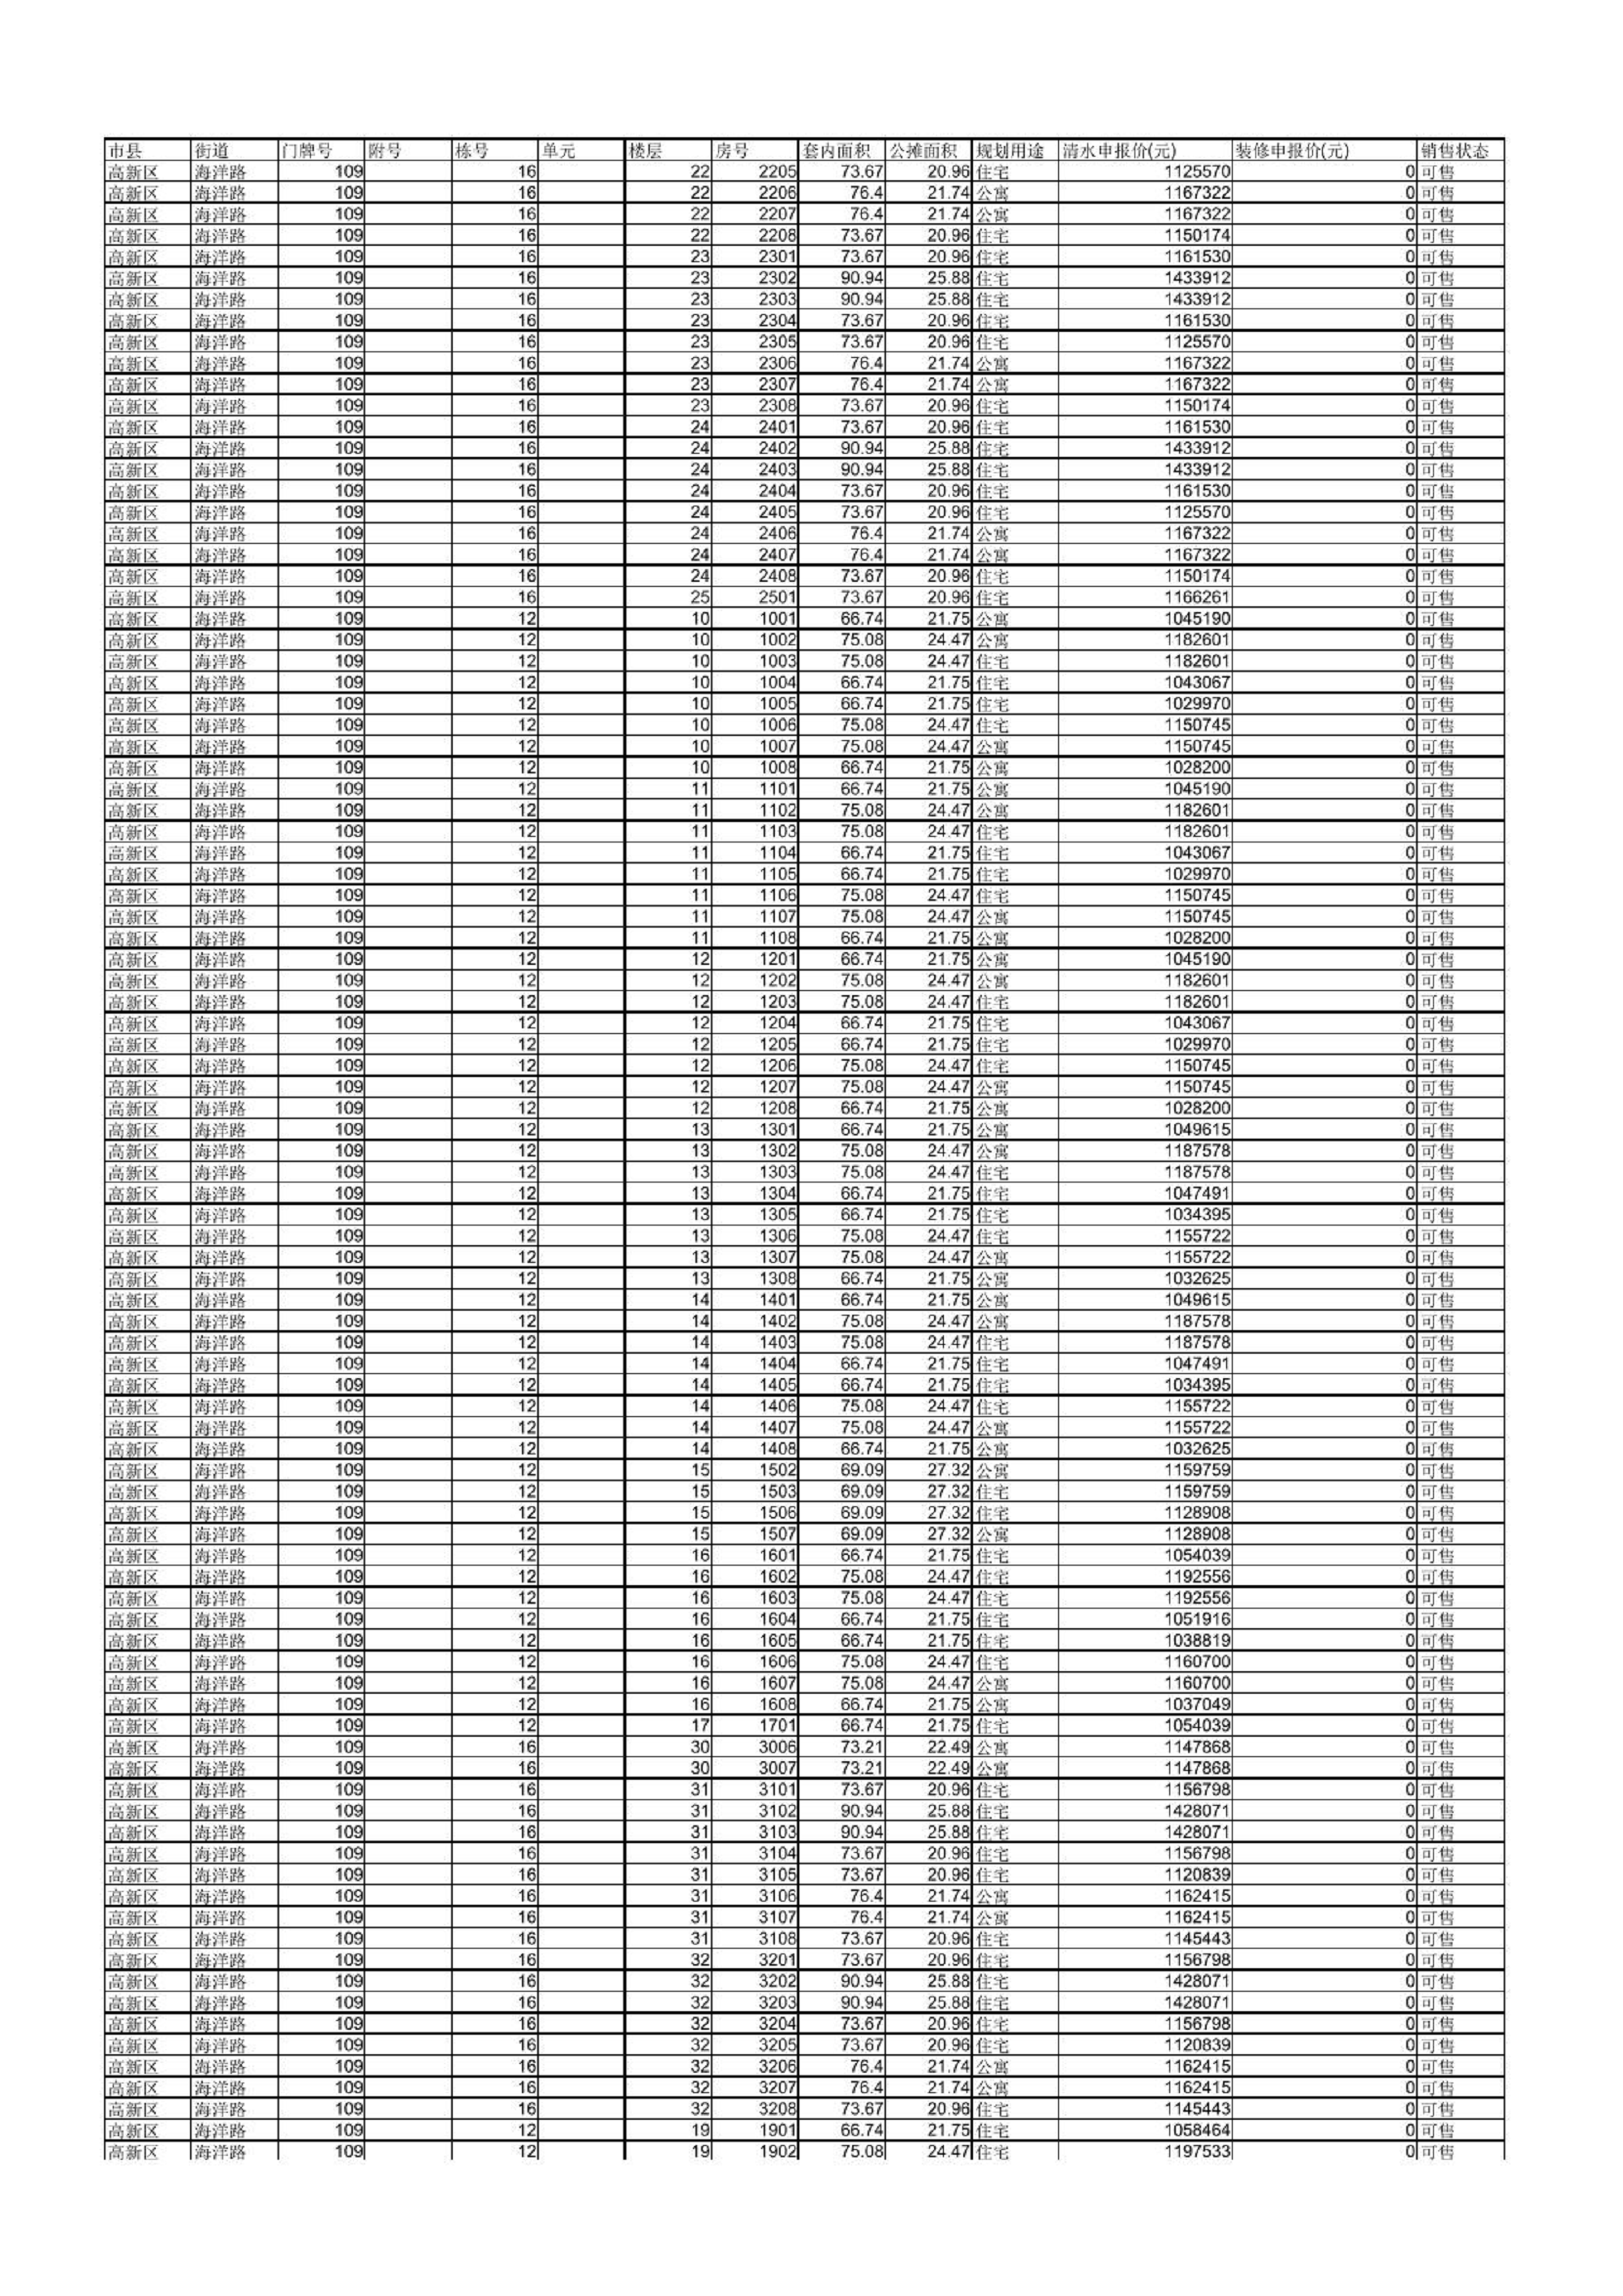 市县 街道 门牌号 附号 栋号 单元 楼层 房号 套内面积 公摊面积 规划用途 清水申报价(元) 装修申报价(元) 销售状态
高新区 海洋路 109 16 22 2205 73.67 20.96 住宅 1125570 0 可售
高新区 海洋路 109 16 22 2206 76.4 21.74 公寓 1167322 0 可售
高新区 海洋路 109 16 22 2207 76.4 21.74 公寓 1167322 0 可售
高新区 海洋路 109 16 22 2208 73.67 20.96 住宅 1150174 0 可售
高新区 海洋路 109 16 23 2301 73.67 20.96 住宅 1161530 0 可售
高新区 海洋路 109 16 23 2302 90.94 25.88 住宅 1433912 0 可售
高新区 海洋路 109 16 23 2303 90.94 25.88 住宅 1433912 0 可售
高新区 海洋路 109 16 23 2304 73.67 20.96 住宅 1161530 0 可售
高新区 海洋路 109 16 23 2305 73.67 20.96 住宅 1125570 0 可售
高新区 海洋路 109 16 23 2306 76.4 21.74 公寓 1167322 0 可售
高新区 海洋路 109 16 23 2307 76.4 21.74 公寓 1167322 0 可售
高新区 海洋路 109 16 23 2308 73.67 20.96 住宅 1150174 0 可售
高新区 海洋路 109 16 24 2401 73.67 20.96 住宅 1161530 0 可售
高新区 海洋路 109 16 24 2402 90.94 25.88 住宅 1433912 0 可售
高新区 海洋路 109 16 24 2403 90.94 25.88 住宅 1433912 0 可售
高新区 海洋路 109 16 24 2404 73.67 20.96 住宅 1161530 0 可售
高新区 海洋路 109 16 24 2405 73.67 20.96 住宅 1125570 0 可售
高新区 海洋路 109 16 24 2406 76.4 21.74 公寓 1167322 0 可售
高新区 海洋路 109 16 24 2407 76.4 21.74 公寓 1167322 0 可售
高新区 海洋路 109 16 24 2408 73.67 20.96 住宅 1150174 0 可售
高新区 海洋路 109 16 25 2501 73.67 20.96 住宅 1166261 0 可售
高新区 海洋路 109 12 10 1001 66.74 21.75 公寓 1045190 0 可售
高新区 海洋路 109 12 10 1002 75.08 24.47 公寓 1182601 0 可售
高新区 海洋路 109 12 10 1003 75.08 24.47 住宅 1182601 0 可售
高新区 海洋路 109 12 10 1004 66.74 21.75 住宅 1043067 0 可售
高新区 海洋路 109 12 10 1005 66.74 21.75 住宅 1029970 0 可售
高新区 海洋路 109 12 10 1006 75.08 24.47 住宅 1150745 0 可售
高新区 海洋路 109 12 10 1007 75.08 24.47 公寓 1150745 0 可售
高新区 海洋路 109 12 10 1008 66.74 21.75 公寓 1028200 0 可售
高新区 海洋路 109 12 11 1101 66.74 21.75 公寓 1045190 0 可售
高新区 海洋路 109 12 11 1102 75.08 24.47 公寓 1182601 0 可售
高新区 海洋路 109 12 11 1103 75.08 24.47 住宅 1182601 0 可售
高新区 海洋路 109 12 11 1104 66.74 21.75 住宅 1043067 0 可售
高新区 海洋路 109 12 11 1105 66.74 21.75 住宅 1029970 0 可售
高新区 海洋路 109 12 11 1106 75.08 24.47 住宅 1150745 0 可售
高新区 海洋路 109 12 11 1107 75.08 24.47 公寓 1150745 0 可售
高新区 海洋路 109 12 11 1108 66.74 21.75 公寓 1028200 0 可售
高新区 海洋路 109 12 12 1201 66.74 21.75 公寓 1045190 0 可售
高新区 海洋路 109 12 12 1202 75.08 24.47 公寓 1182601 0 可售
高新区 海洋路 109 12 12 1203 75.08 24.47 住宅 1182601 0 可售
高新区 海洋路 109 12 12 1204 66.74 21.75 住宅 1043067 0 可售
高新区 海洋路 109 12 12 1205 66.74 21.75 住宅 1029970 0 可售
高新区 海洋路 109 12 12 1206 75.08 24.47 住宅 1150745 0 可售
高新区 海洋路 109 12 12 1207 75.08 24.47 公寓 1150745 0 可售
高新区 海洋路 109 12 12 1208 66.74 21.75 公寓 1028200 0 可售
高新区 海洋路 109 12 13 1301 66.74 21.75 公寓 1049615 0 可售
高新区 海洋路 109 12 13 1302 75.08 24.47 公寓 1187578 0 可售
高新区 海洋路 109 12 13 1303 75.08 24.47 住宅 1187578 0 可售
高新区 海洋路 109 12 13 1304 66.74 21.75 住宅 1047491 0 可售
高新区 海洋路 109 12 13 1305 66.74 21.75 住宅 1034395 0 可售
高新区 海洋路 109 12 13 1306 75.08 24.47 住宅 1155722 0 可售
高新区 海洋路 109 12 13 1307 75.08 24.47 公寓 1155722 0 可售
高新区 海洋路 109 12 13 1308 66.74 21.75 公寓 1032625 0 可售
高新区 海洋路 109 12 14 1401 66.74 21.75 公寓 1049615 0 可售
高新区 海洋路 109 12 14 1402 75.08 24.47 公寓 1187578 0 可售
高新区 海洋路 109 12 14 1403 75.08 24.47 住宅 1187578 0 可售
高新区 海洋路 109 12 14 1404 66.74 21.75 住宅 1047491 0 可售
高新区 海洋路 109 12 14 1405 66.74 21.75 住宅 1034395 0 可售
高新区 海洋路 109 12 14 1406 75.08 24.47 住宅 1155722 0 可售
高新区 海洋路 109 12 14 1407 75.08 24.47 公寓 1155722 0 可售
高新区 海洋路 109 12 14 1408 66.74 21.75 公寓 1032625 0 可售
高新区 海洋路 109 12 15 1502 69.09 27.32 公寓 1159759 0 可售
高新区 海洋路 109 12 15 1503 69.09 27.32 住宅 1159759 0 可售
高新区 海洋路 109 12 15 1506 69.09 27.32 住宅 1128908 0 可售
高新区 海洋路 109 12 15 1507 69.09 27.32 公寓 1128908 0 可售
高新区 海洋路 109 12 16 1601 66.74 21.75 住宅 1054039 0 可售
高新区 海洋路 109 12 16 1602 75.08 24.47 住宅 1192556 0 可售
高新区 海洋路 109 12 16 1603 75.08 24.47 住宅 1192556 0 可售
高新区 海洋路 109 12 16 1604 66.74 21.75 住宅 1051916 0 可售
高新区 海洋路 109 12 16 1605 66.74 21.75 住宅 1038819 0 可售
高新区 海洋路 109 12 16 1606 75.08 24.47 住宅 1160700 0 可售
高新区 海洋路 109 12 16 1607 75.08 24.47 公寓 1160700 0 可售
高新区 海洋路 109 12 16 1608 66.74 21.75 公寓 1037049 0 可售
高新区 海洋路 109 12 17 1701 66.74 21.75 住宅 1054039 0 可售
高新区 海洋路 109 16 30 3006 73.21 22.49 公寓 1147868 0 可售
高新区 海洋路 109 16 30 3007 73.21 22.49 公寓 1147868 0 可售
高新区 海洋路 109 16 31 3101 73.67 20.96 住宅 1156798 0 可售
高新区 海洋路 109 16 31 3102 90.94 25.88 住宅 1428071 0 可售
高新区 海洋路 109 16 31 3103 90.94 25.88 住宅 1428071 0 可售
高新区 海洋路 109 16 31 3104 73.67 20.96 住宅 1156798 0 可售
高新区 海洋路 109 16 31 3105 73.67 20.96 住宅 1120839 0 可售
高新区 海洋路 109 16 31 3106 76.4 21.74 公寓 1162415 0 可售
高新区 海洋路 109 16 31 3107 76.4 21.74 公寓 1162415 0 可售
高新区 海洋路 109 16 31 3108 73.67 20.96 住宅 1145443 0 可售
高新区 海洋路 109 16 32 3201 73.67 20.96 住宅 1156798 0 可售
高新区 海洋路 109 16 32 3202 90.94 25.88 住宅 1428071 0 可售
高新区 海洋路 109 16 32 3203 90.94 25.88 住宅 1428071 0 可售
高新区 海洋路 109 16 32 3204 73.67 20.96 住宅 1156798 0 可售
高新区 海洋路 109 16 32 3205 73.67 20.96 住宅 1120839 0 可售
高新区 海洋路 109 16 32 3206 76.4 21.74 公寓 1162415 0 可售
高新区 海洋路 109 16 32 3207 76.4 21.74 公寓 1162415 0 可售
高新区 海洋路 109 16 32 3208 73.67 20.96 住宅 1145443 0 可售
高新区 海洋路 109 12 19 1901 66.74 21.75 住宅 1058464 0 可售
高新区 海洋路 109 12 19 1902 75.08 24.47 住宅 1197533 0 可售